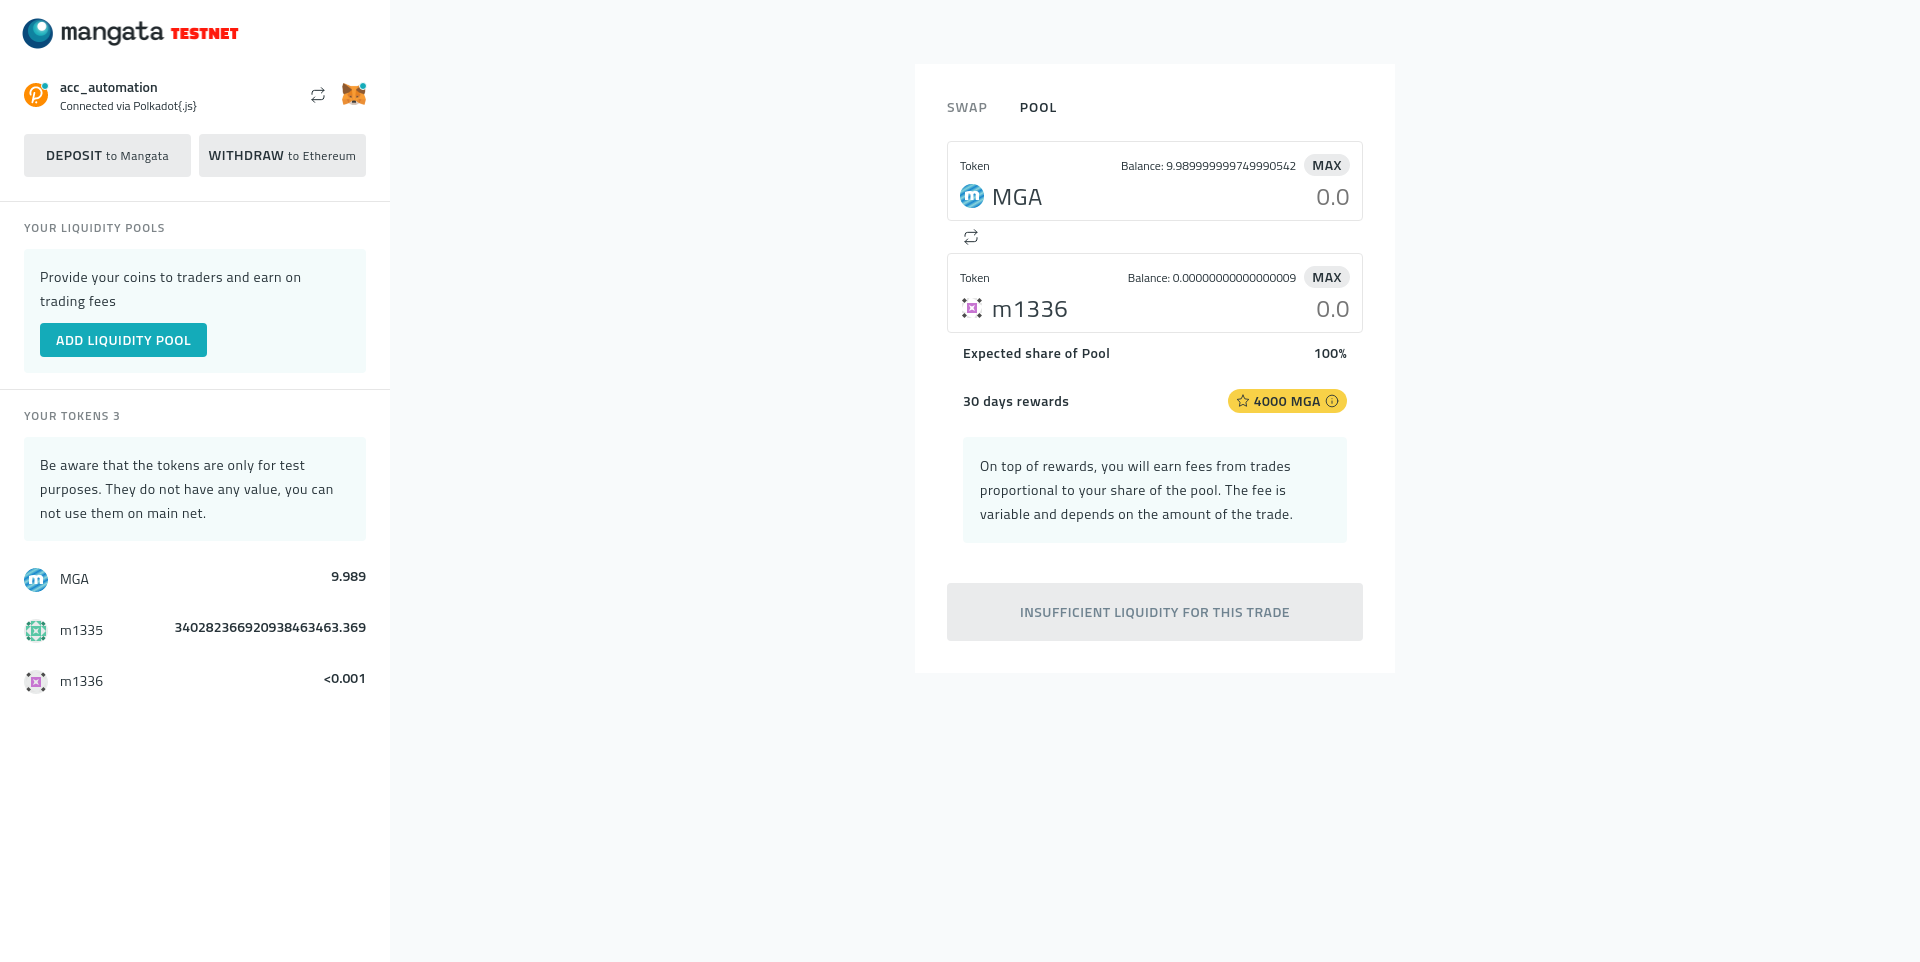 mangata TESTNET
acc_automation
Connected via Polkadot{.js}
DEPOSIT to Mangata
WITHDRAW to Ethereum
YOUR LIQUIDITY POOLS
Provide your coins to traders and earn on
trading fees
ADD LIQUIDITY POOL
YOUR TOKENS 3
Be aware that the tokens are only for test
purposes. They do not have any value, you can
not use them on main net.
MGA 9.989
m1335 340282366920938463463.369
m1336 <0.001
SWAP POOL
Token Balance: 9.989999999749990542 MAX
MGA 0.0
Token Balance: 0.00000000000000009 MAX
m1336 0.0
Expected share of Pool 100%
30 days rewards 4000 MGA
On top of rewards, you will earn fees from trades
proportional to your share of the pool. The fee is
variable and depends on the amount of the trade.
INSUFFICIENT LIQUIDITY FOR THIS TRADE